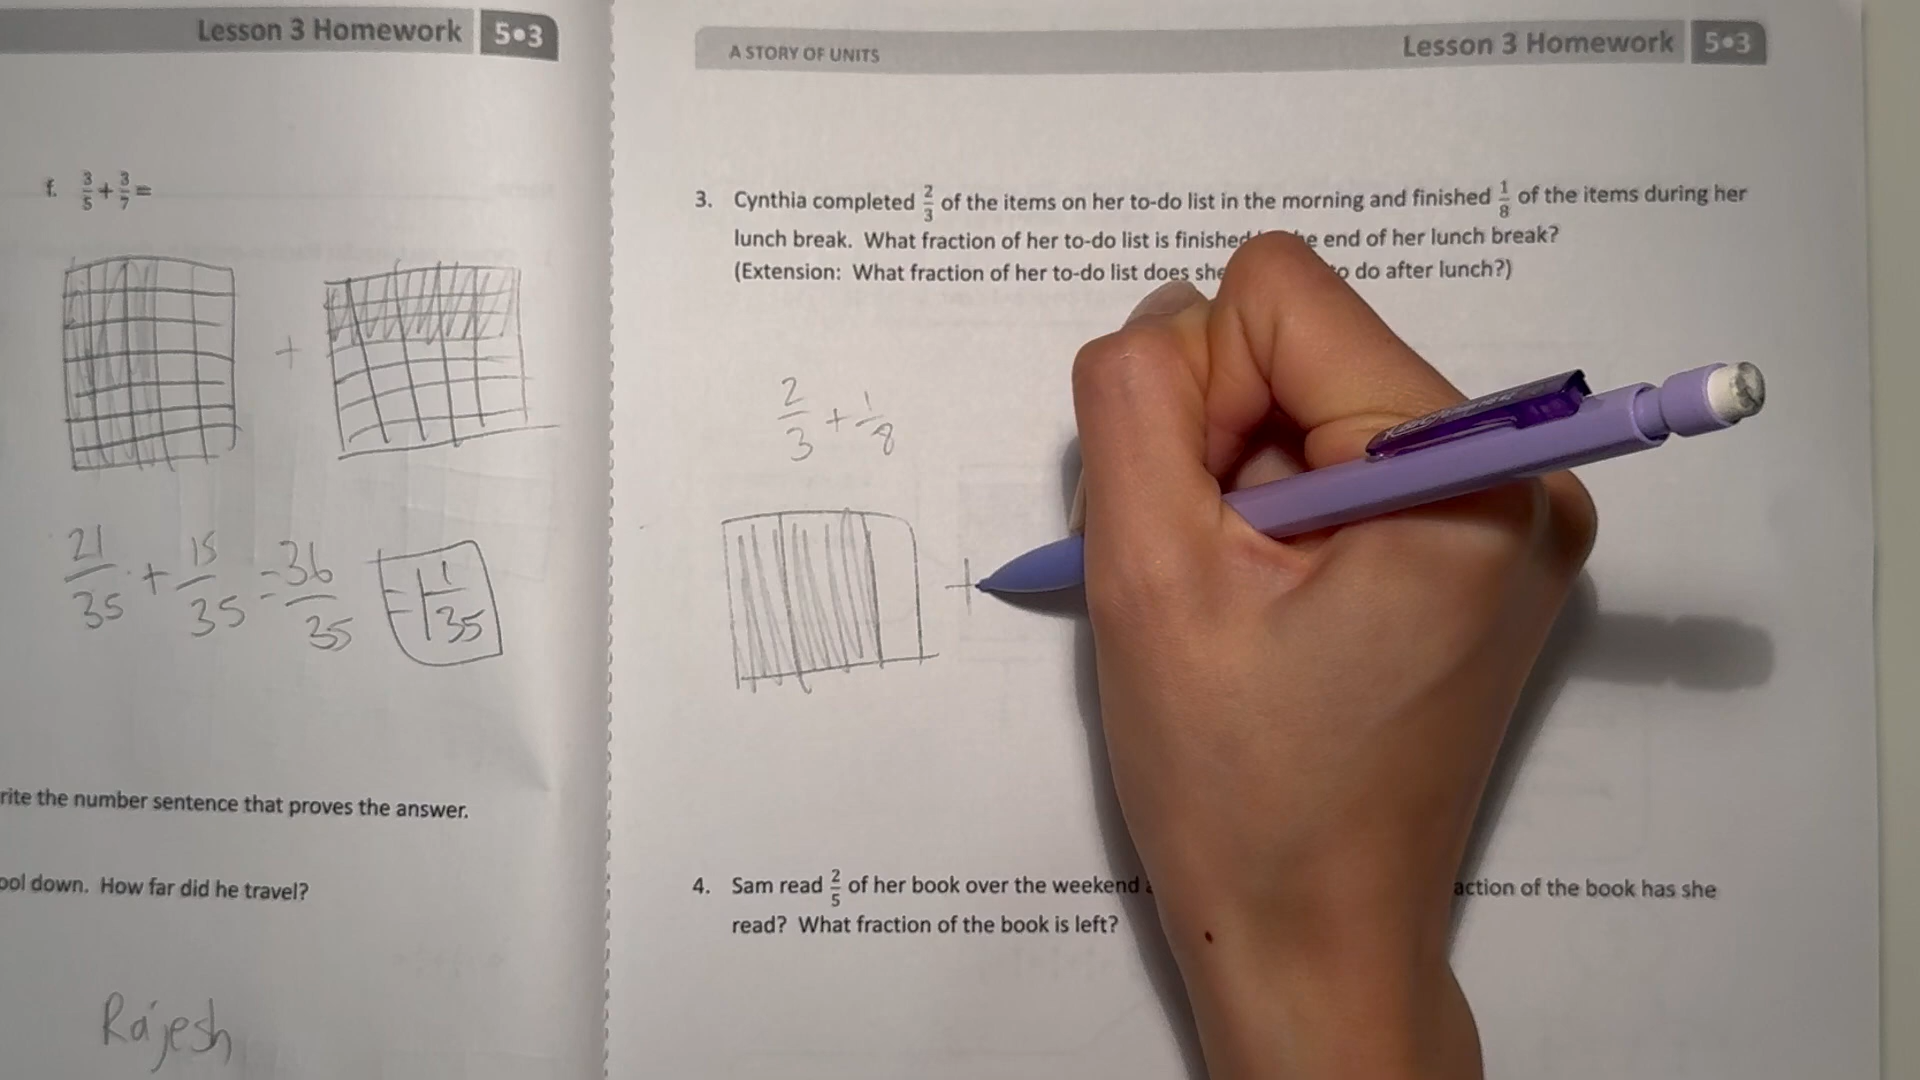 Lesson 3 Homework 5•3
f. 3/5 + 3/7 =
+
21/35 + 15/35 = 36/35 = 1 1/35
rite the number sentence that proves the answer.
ool down. How far did he travel?
Rajesh
A STORY OF UNITS
Lesson 3 Homework 5•3
3. Cynthia completed 2/3 of the items on her to-do list in the morning and finished 1/8 of the items during her
lunch break. What fraction of her to-do list is finished end of her lunch break?
(Extension: What fraction of her to-do list does she to do after lunch?)
2/3 + 1/8
+
4. Sam read 2/5 of her book over the weekend action of the book has she
read? What fraction of the book is left?